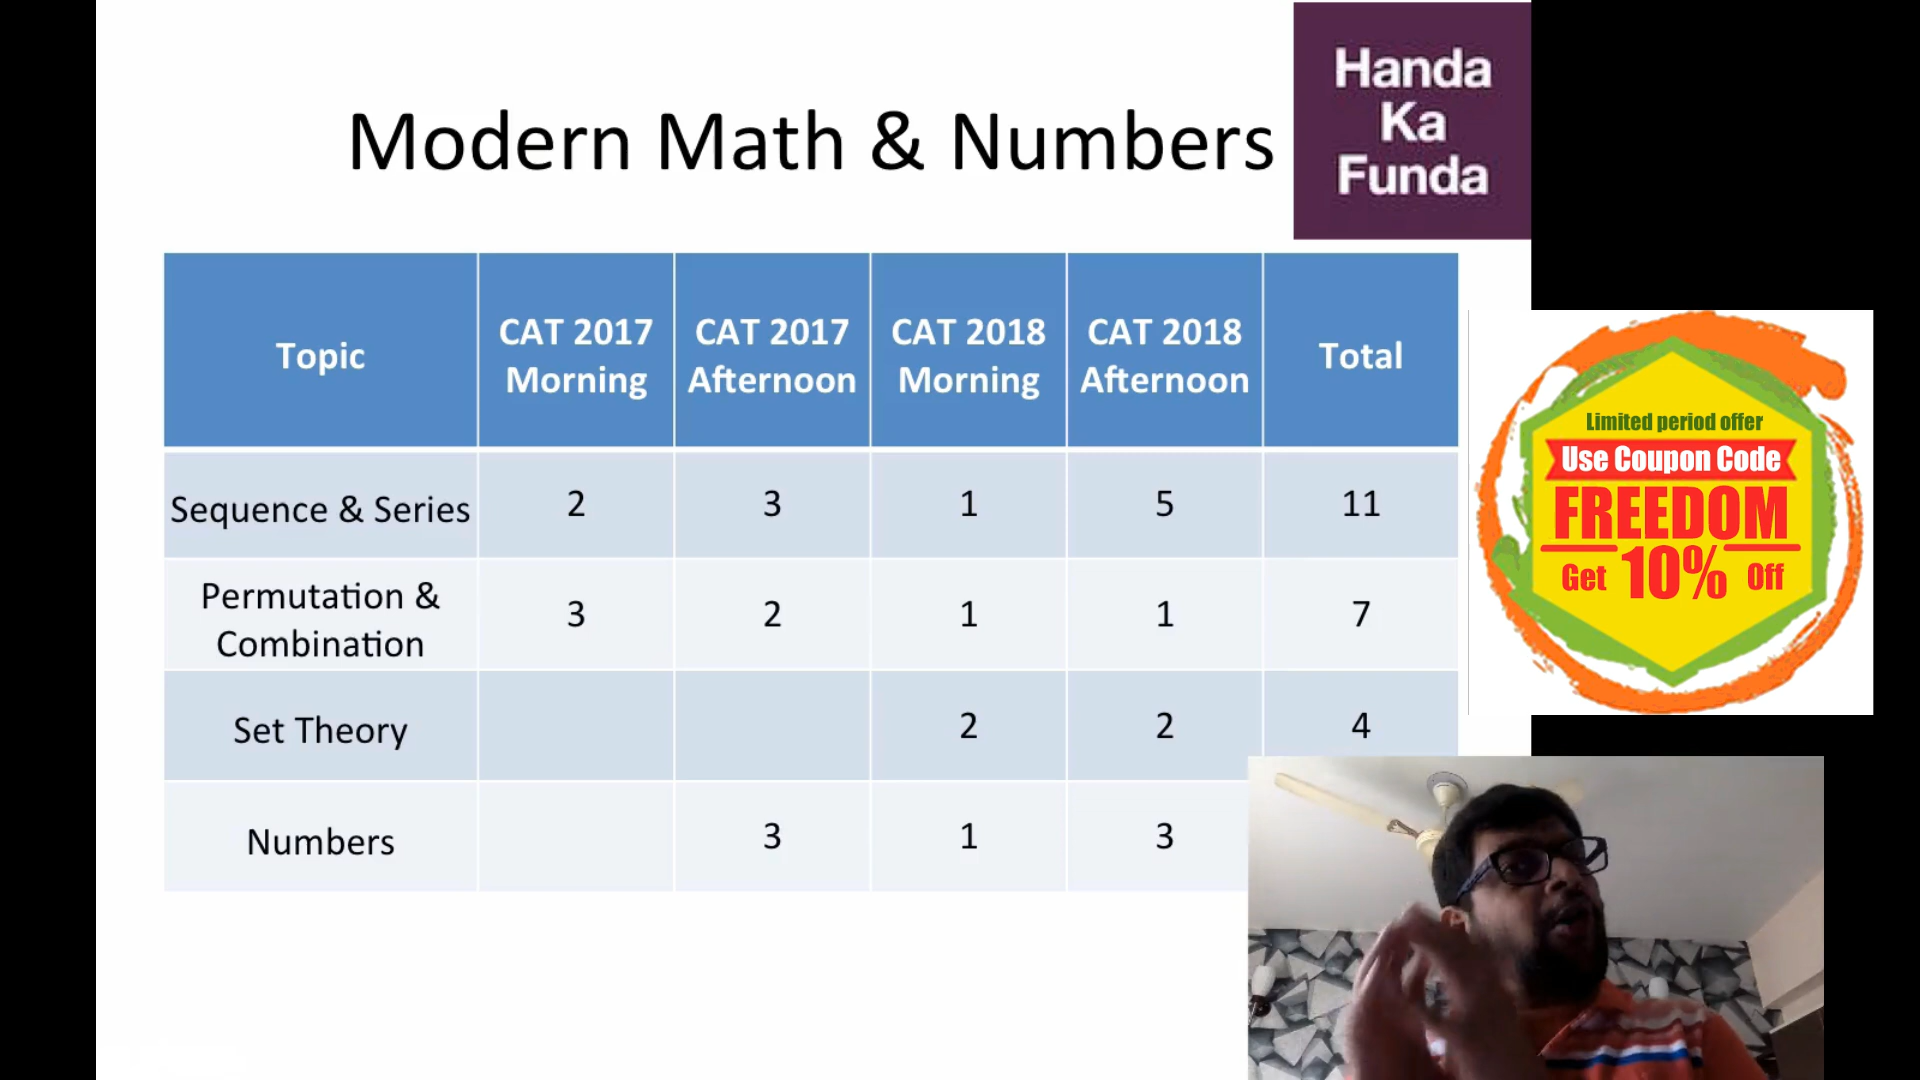 Handa
Ka
Funda
Modern Math & Numbers
Topic
CAT 2017
Morning
CAT 2017
Afternoon
CAT 2018
Morning
CAT 2018
Afternoon
Total
Sequence & Series
2
3
1
5
11
Permutation &
Combination
3
2
1
1
7
Set Theory
2
2
4
Numbers
3
1
3
Limited period offer
Use Coupon Code
FREEDOM
Get 10% Off